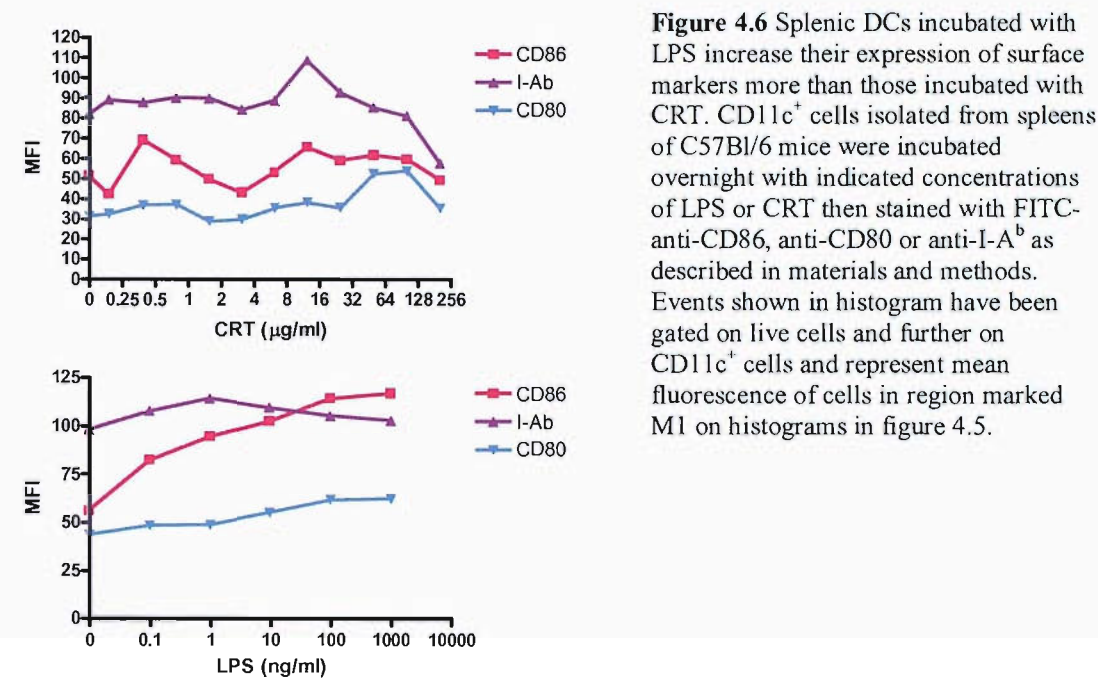 120
110
100
90
80
70
60
50
40
30
20
10
0
MFI
0 0.25 0.5 1 2 4 8 16 32 64 128 256
CRT (µg/ml)
CD86
I-Ab
CD80
125
100
75
50
25
0
MFI
0 0.1 1 10 100 1000 10000
LPS (ng/ml)
CD86
I-Ab
CD80
Figure 4.6 Splenic DCs incubated with
LPS increase their expression of surface
markers more than those incubated with
CRT. CD11c⁺ cells isolated from spleens
of C57Bl/6 mice were incubated
overnight with indicated concentrations
of LPS or CRT then stained with FITC-
anti-CD86, anti-CD80 or anti-I-Aᵇ as
described in materials and methods.
Events shown in histogram have been
gated on live cells and further on
CD11c⁺ cells and represent mean
fluorescence of cells in region marked
M1 on histograms in figure 4.5.